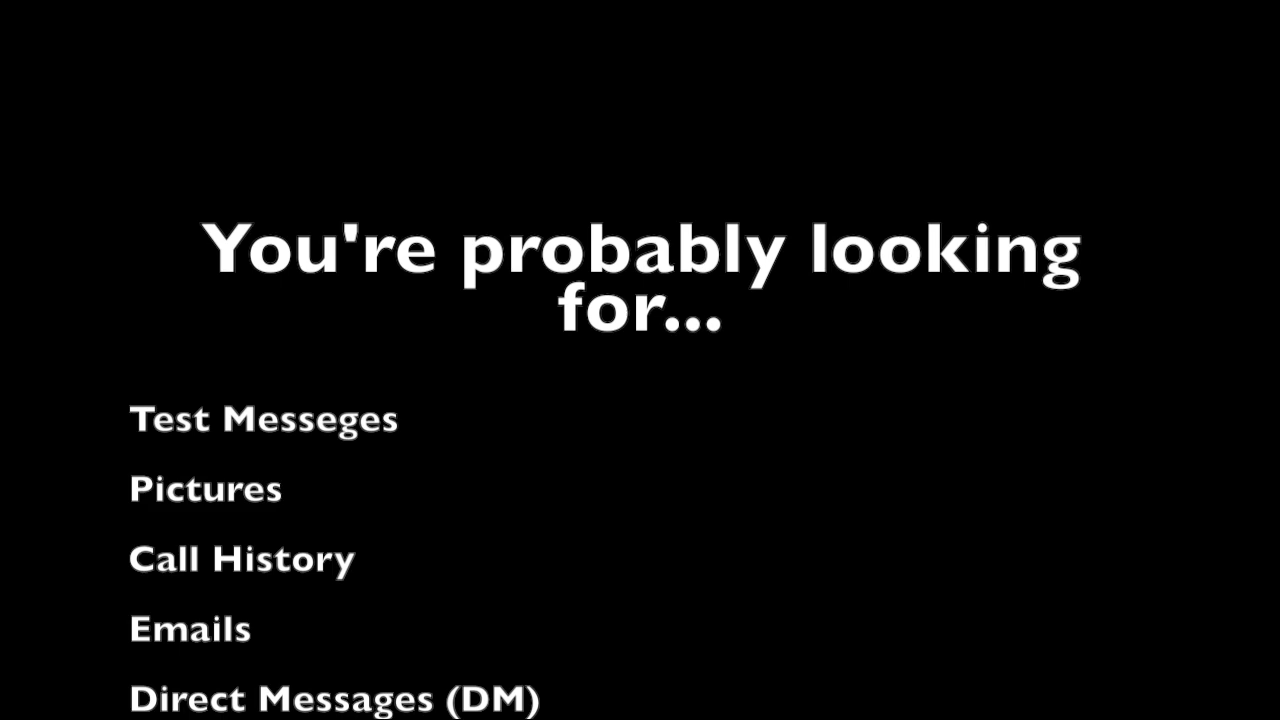 You're probably looking
for...
Test Messeges
Pictures
Call History
Emails
Direct Messages (DM)